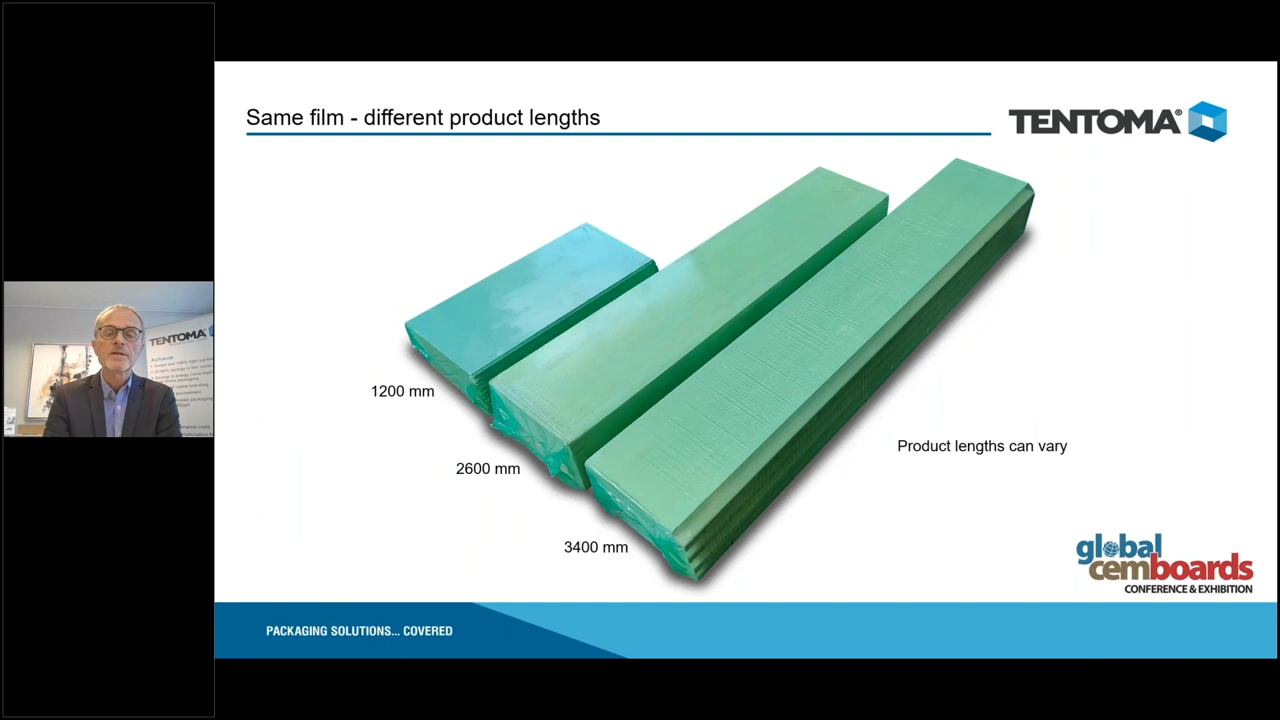 Same film - different product lengths
TENTOMA®
1200 mm
2600 mm
3400 mm
Product lengths can vary
global
cemboards
CONFERENCE & EXHIBITION
PACKAGING SOLUTIONS... COVERED
TENTOMA
Achieve: